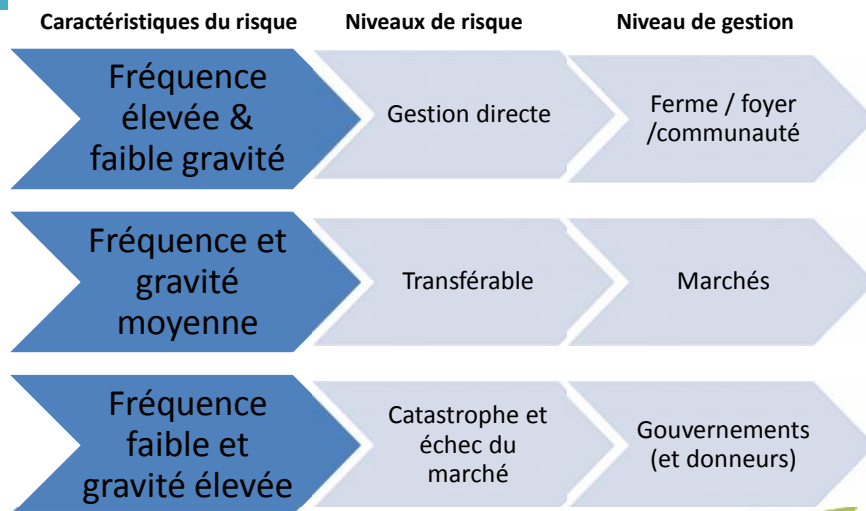 Caractéristiques du risque
Niveaux de risque
Niveau de gestion
Fréquence
élevée &
faible gravité
Gestion directe
Ferme / foyer
/communauté
Fréquence et
gravité
moyenne
Transférable
Marchés
Fréquence
faible et
gravité élevée
Catastrophe et
échec du
marché
Gouvernements
(et donneurs)